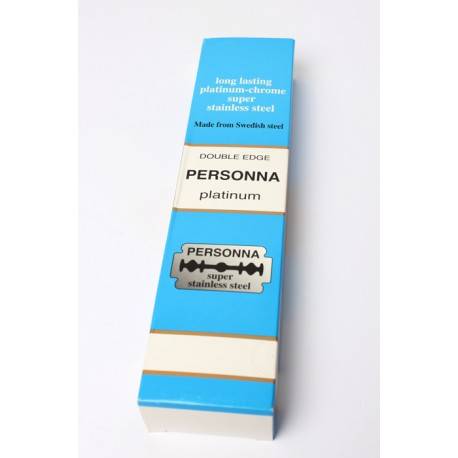 long lasting
platinum-chrome
super
stainless steel
Made from Swedish steel
DOUBLE EDGE
PERSONNA
platinum
PERSONNA
super
stainless steel